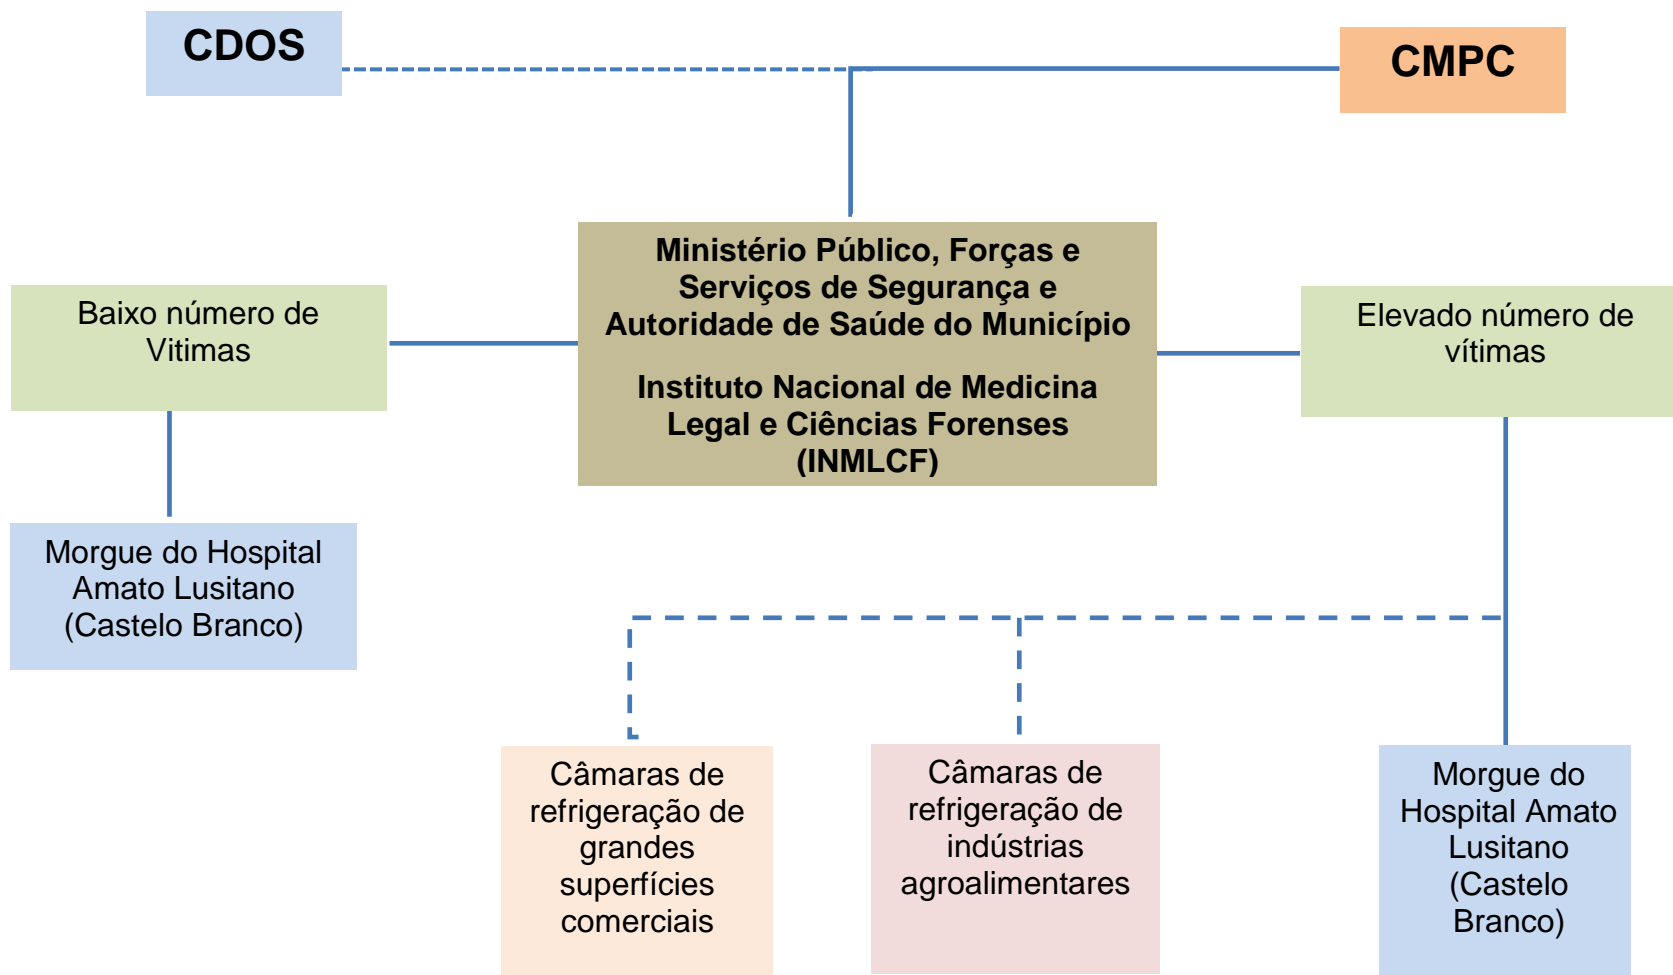 CDOS
CMPC
Ministério Público, Forças e
Serviços de Segurança e
Autoridade de Saúde do Município
Instituto Nacional de Medicina
Legal e Ciências Forenses
(INMLCF)
Baixo número de
Vitimas
Elevado número de
vítimas
Morgue do Hospital
Amato Lusitano
(Castelo Branco)
Câmaras de
refrigeração de
grandes
superfícies
comerciais
Câmaras de
refrigeração de
indústrias
agroalimentares
Morgue do
Hospital Amato
Lusitano
(Castelo
Branco)